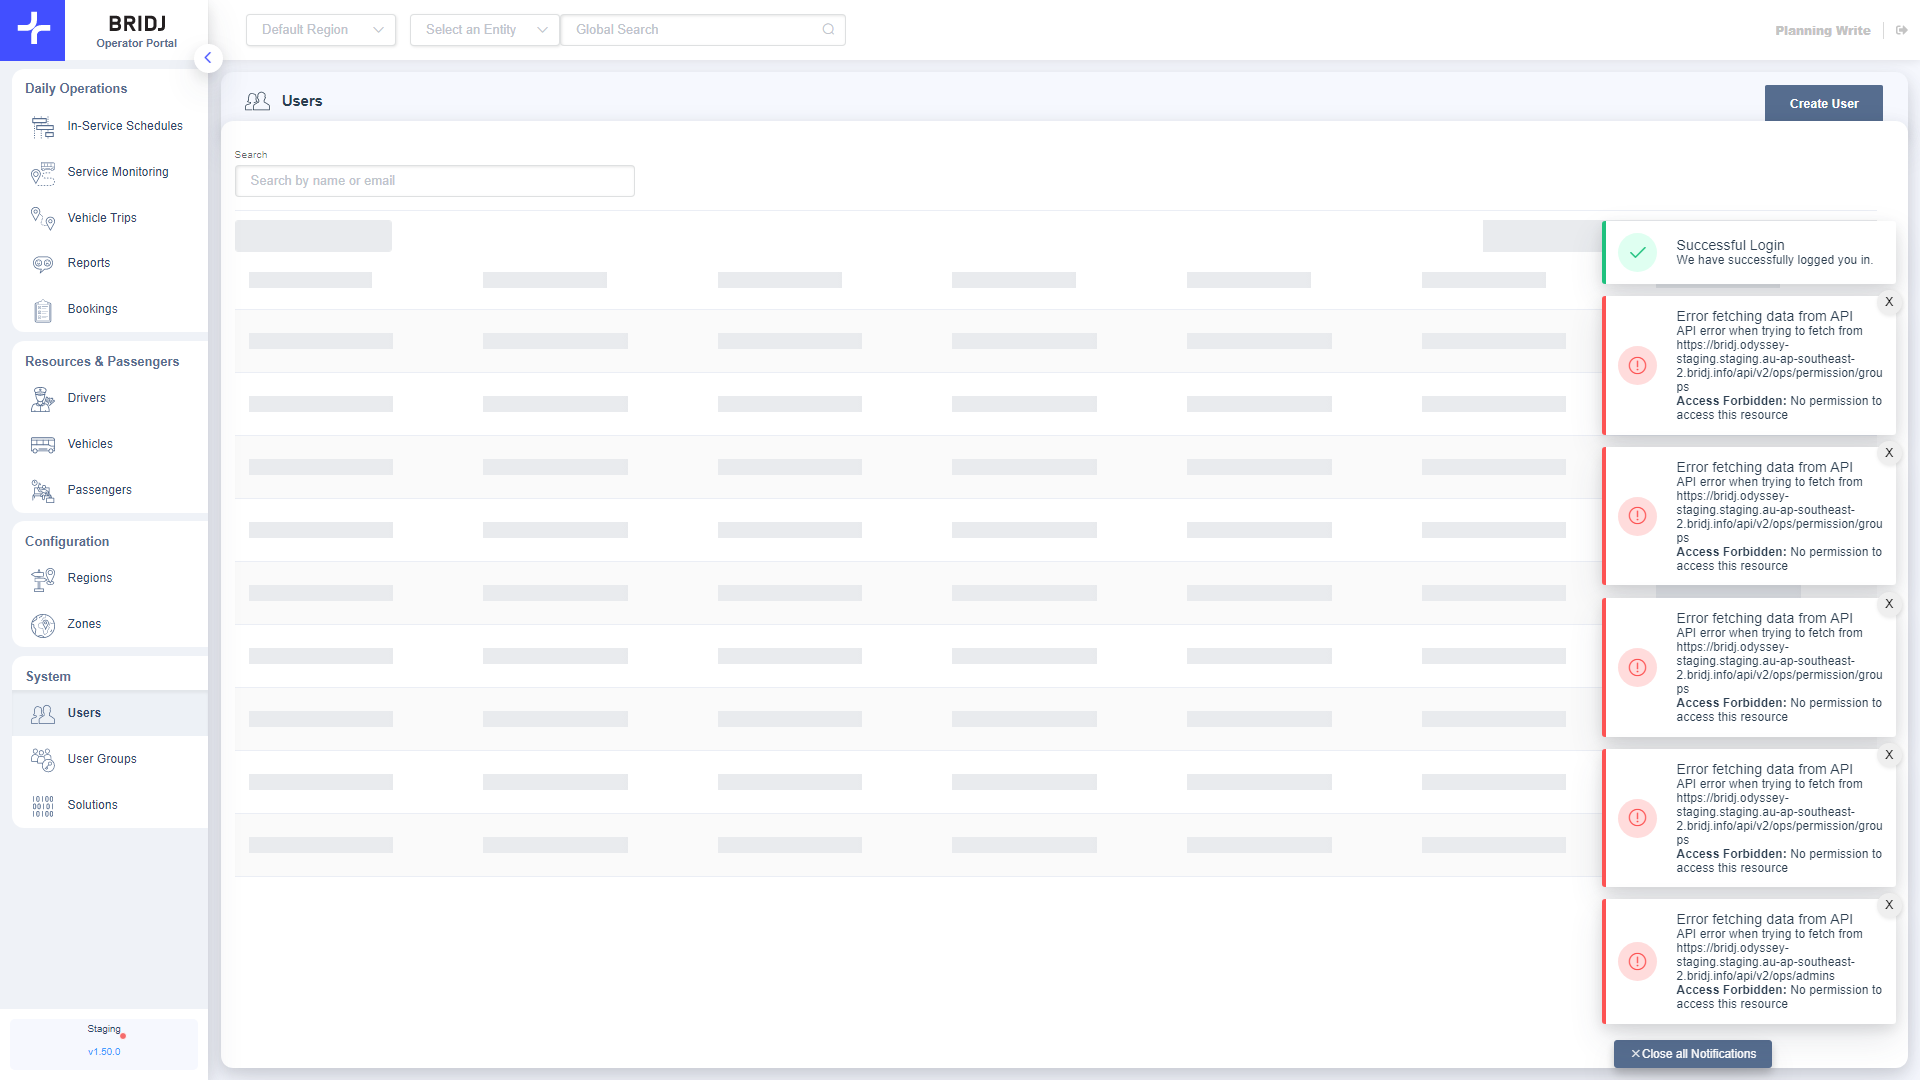 BRIDJ
Operator Portal
Default Region
Select an Entity
Global Search
Planning Write
Daily Operations
In-Service Schedules
Service Monitoring
Vehicle Trips
Reports
Bookings
Resources & Passengers
Drivers
Vehicles
Passengers
Configuration
Regions
Zones
System
Users
User Groups
10100
00101
10100
Solutions
Staging
v1.50.0
Users
Create User
Search
Search by name or email
Successful Login
We have successfully logged you in.
X
Error fetching data from API
API error when trying to fetch from
https://bridj.odyssey-
staging.staging.au-ap-southeast-
2.bridj.info/api/v2/ops/permission/grou
ps
Access Forbidden: No permission to
access this resource
X
Error fetching data from API
API error when trying to fetch from
https://bridj.odyssey-
staging.staging.au-ap-southeast-
2.bridj.info/api/v2/ops/permission/grou
ps
Access Forbidden: No permission to
access this resource
X
Error fetching data from API
API error when trying to fetch from
https://bridj.odyssey-
staging.staging.au-ap-southeast-
2.bridj.info/api/v2/ops/permission/grou
ps
Access Forbidden: No permission to
access this resource
X
Error fetching data from API
API error when trying to fetch from
https://bridj.odyssey-
staging.staging.au-ap-southeast-
2.bridj.info/api/v2/ops/permission/grou
ps
Access Forbidden: No permission to
access this resource
X
Error fetching data from API
API error when trying to fetch from
https://bridj.odyssey-
staging.staging.au-ap-southeast-
2.bridj.info/api/v2/ops/admins
Access Forbidden: No permission to
access this resource
×Close all Notifications